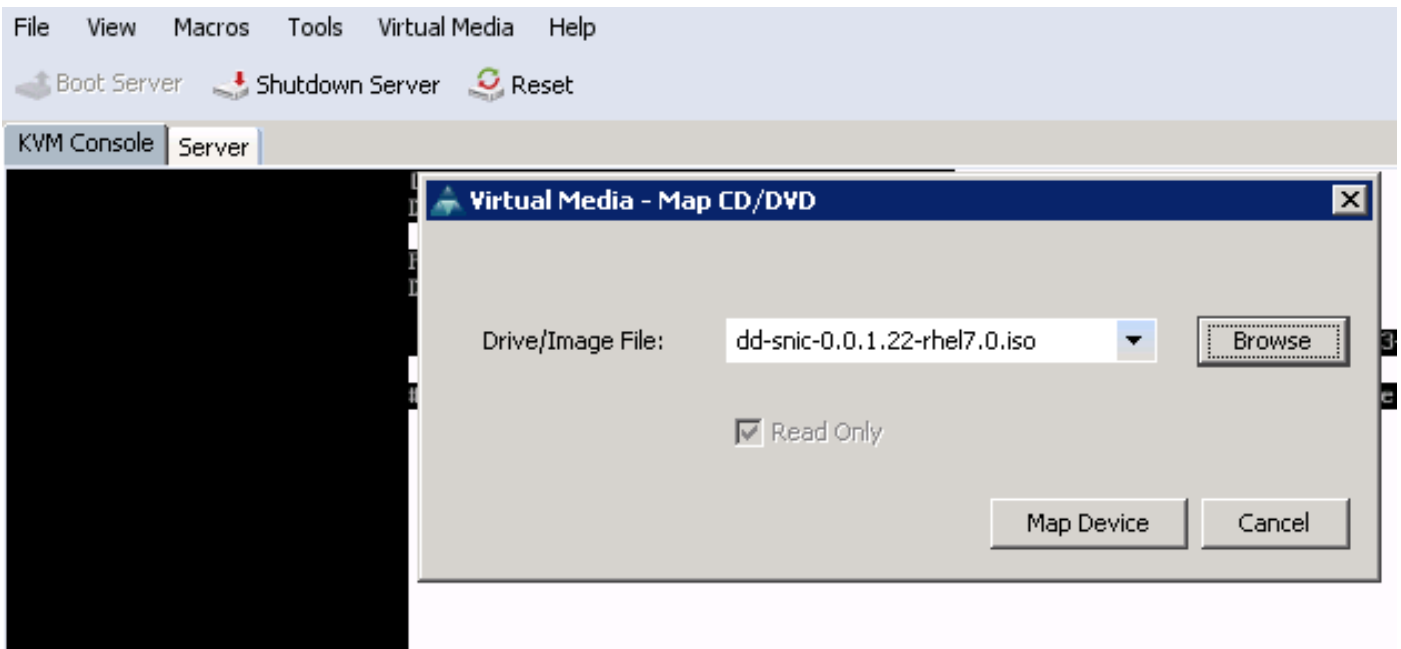 File View Macros Tools Virtual Media Help
Boot Server Shutdown Server Reset
KVM Console Server
Virtual Media - Map CD/DVD
Drive/Image File: dd-snic-0.0.1.22-rhel7.0.iso Browse
Read Only
Map Device Cancel